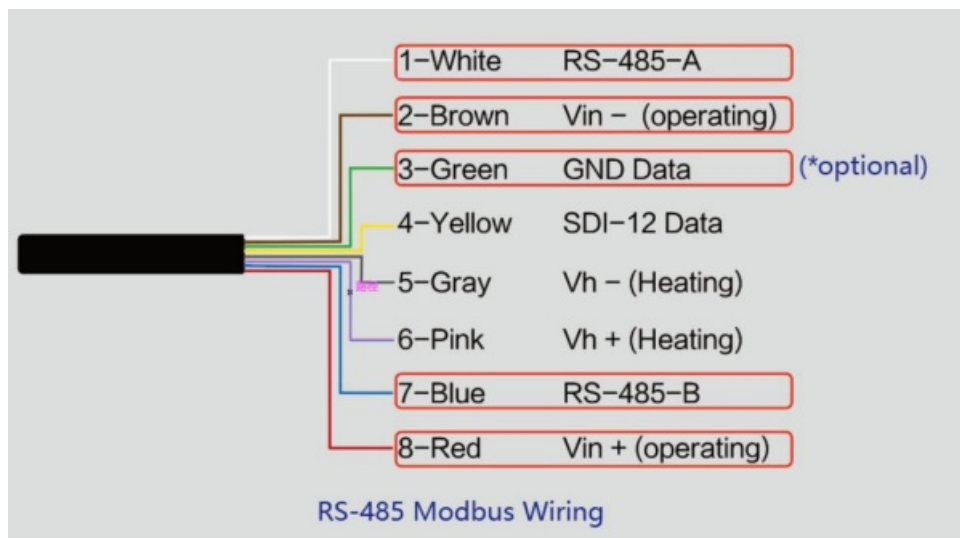 1-White RS-485-A
2-Brown Vin - (operating)
3-Green GND Data (*optional)
4-Yellow SDI-12 Data
5-Gray Vh - (Heating)
6-Pink Vh + (Heating)
7-Blue RS-485-B
8-Red Vin + (operating)
RS-485 Modbus Wiring